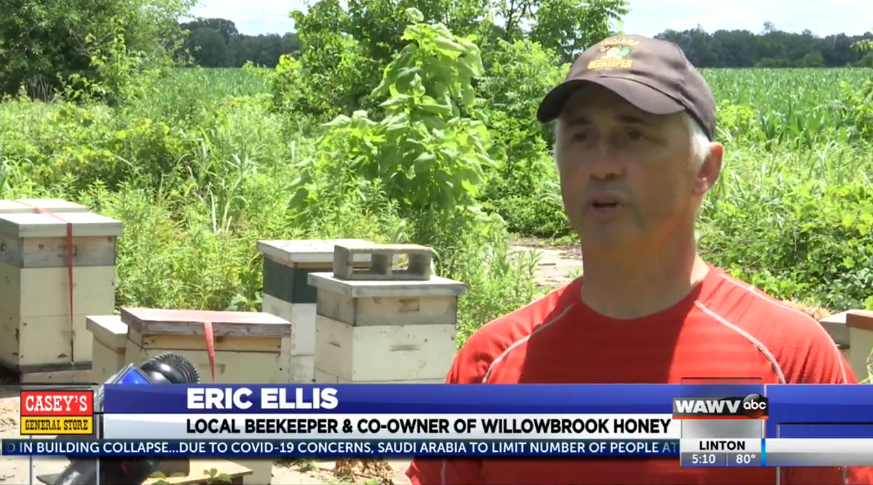 BEEKEEPER
ERIC ELLIS
CASEY'S
GENERAL STORE
LOCAL BEEKEEPER & CO-OWNER OF WILLOWBROOK HONEY
WAWV abc
D IN BUILDING COLLAPSE...DUE TO COVID-19 CONCERNS, SAUDI ARABIA TO LIMIT NUMBER OF PEOPLE AT
LINTON
5:10 80°